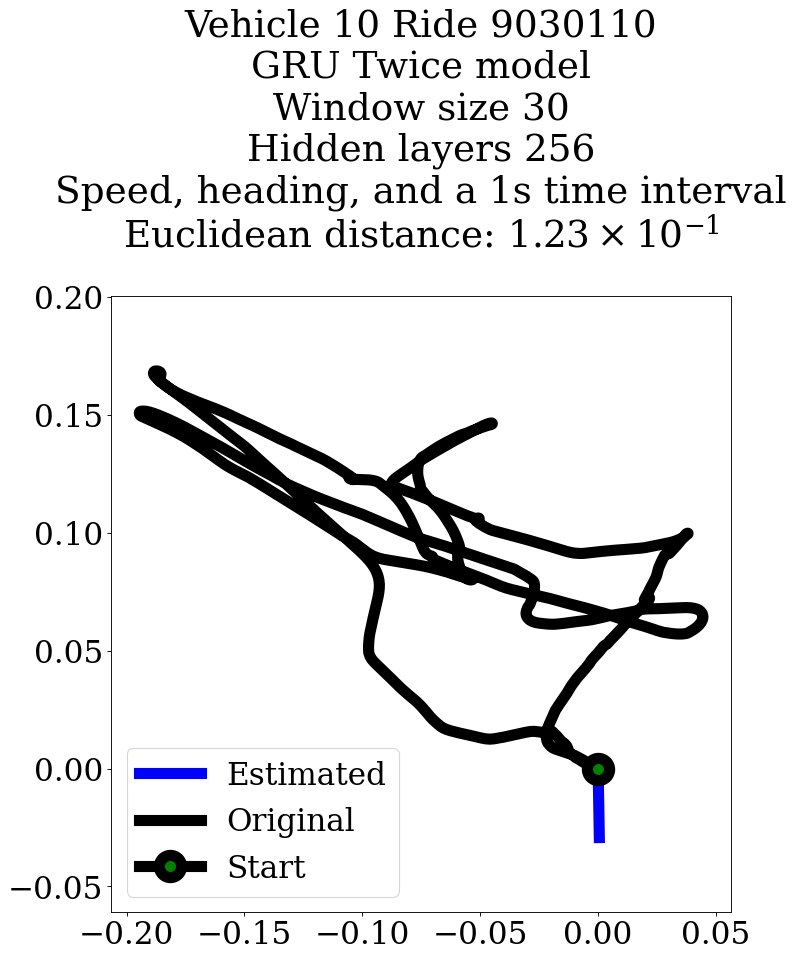 Vehicle 10 Ride 9030110
GRU Twice model
Window size 30
Hidden layers 256
Speed, heading, and a 1s time interval
Euclidean distance: 1.23 × 10⁻¹
0.20
0.15
0.10
0.05
0.00
−0.05
Estimated
Original
Start
−0.20 −0.15 −0.10 −0.05 0.00 0.05